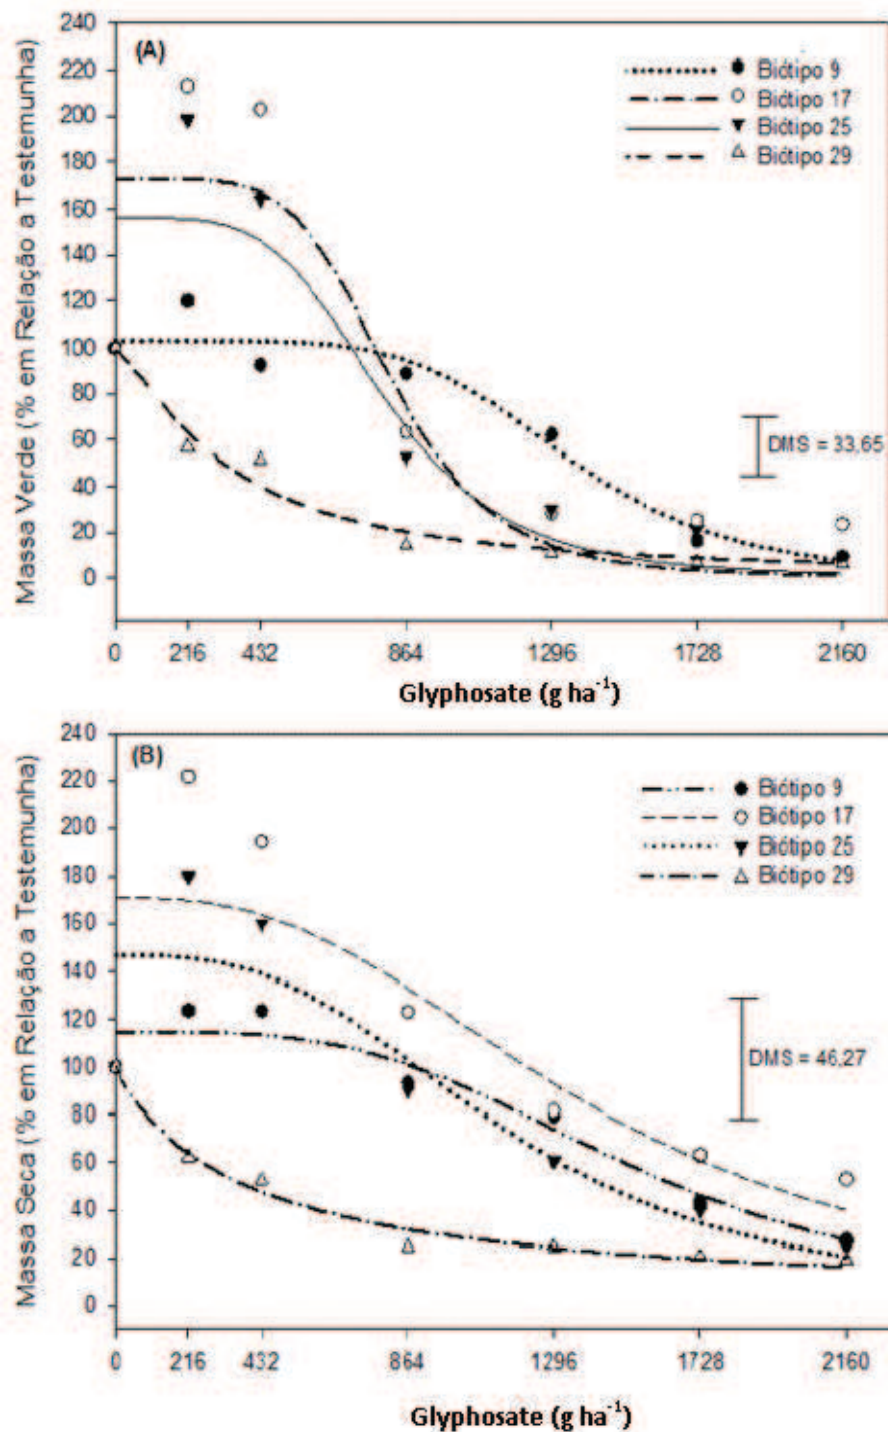 (A)
Biótipo 9
Biótipo 17
Biótipo 25
Biótipo 29
Massa Verde (% em Relação a Testemunha)
240
220
200
180
160
140
120
100
80
60
40
20
0
DMS = 33,65
0 216 432 864 1296 1728 2160
Glyphosate (g ha⁻¹)
(B)
Biótipo 9
Biótipo 17
Biótipo 25
Biótipo 29
Massa Seca (% em Relação a Testemunha)
240
220
200
180
160
140
120
100
80
60
40
20
0
DMS = 46,27
0 216 432 864 1296 1728 2160
Glyphosate (g ha⁻¹)